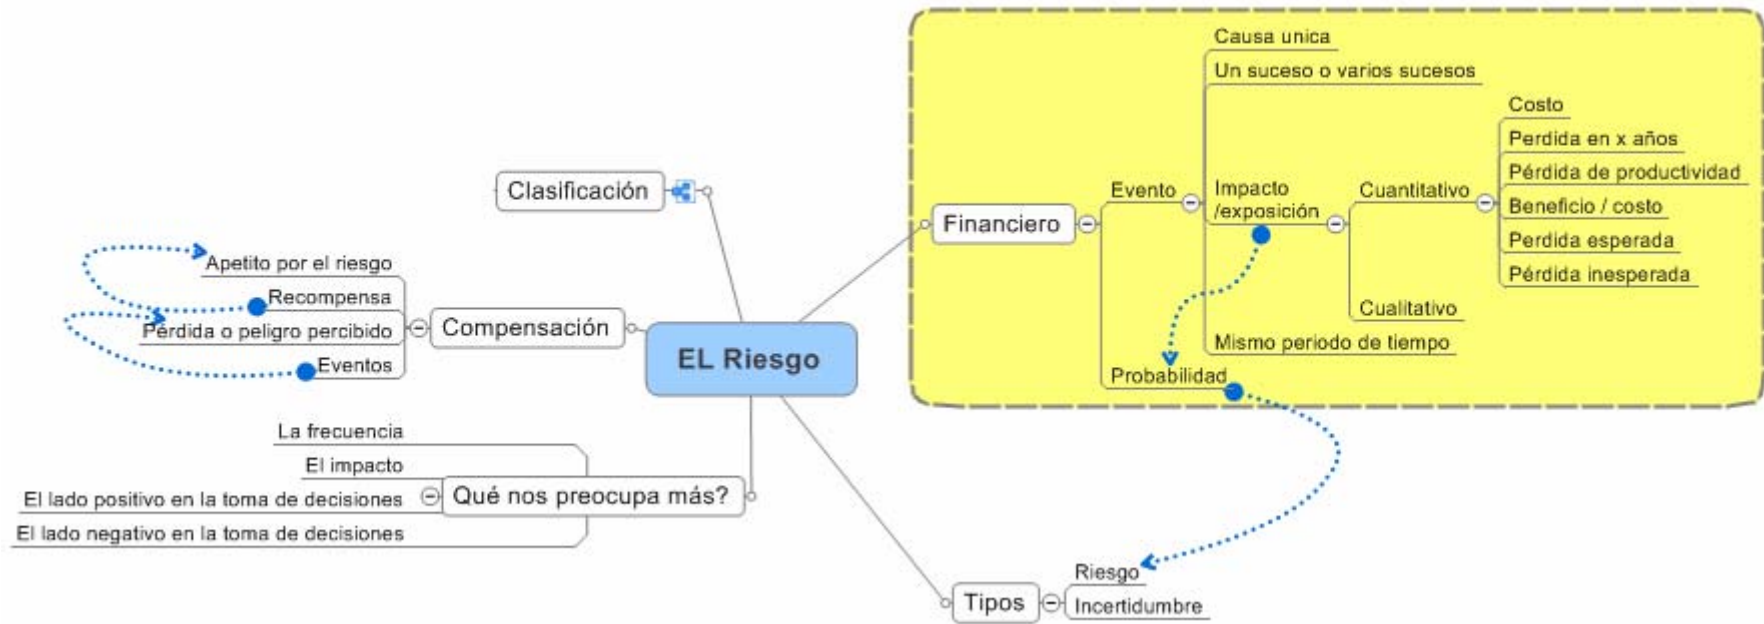 Clasificación
Apetito por el riesgo
Recompensa
Pérdida o peligro percibido
Eventos
Compensación
La frecuencia
El impacto
El lado positivo en la toma de decisiones
El lado negativo en la toma de decisiones
Qué nos preocupa más?
EL Riesgo
Financiero
Evento
Causa unica
Un suceso o varios sucesos
Impacto
/exposición
Cuantitativo
Costo
Perdida en x años
Pérdida de productividad
Beneficio / costo
Perdida esperada
Pérdida inesperada
Cualitativo
Mismo periodo de tiempo
Probabilidad
Tipos
Riesgo
Incertidumbre